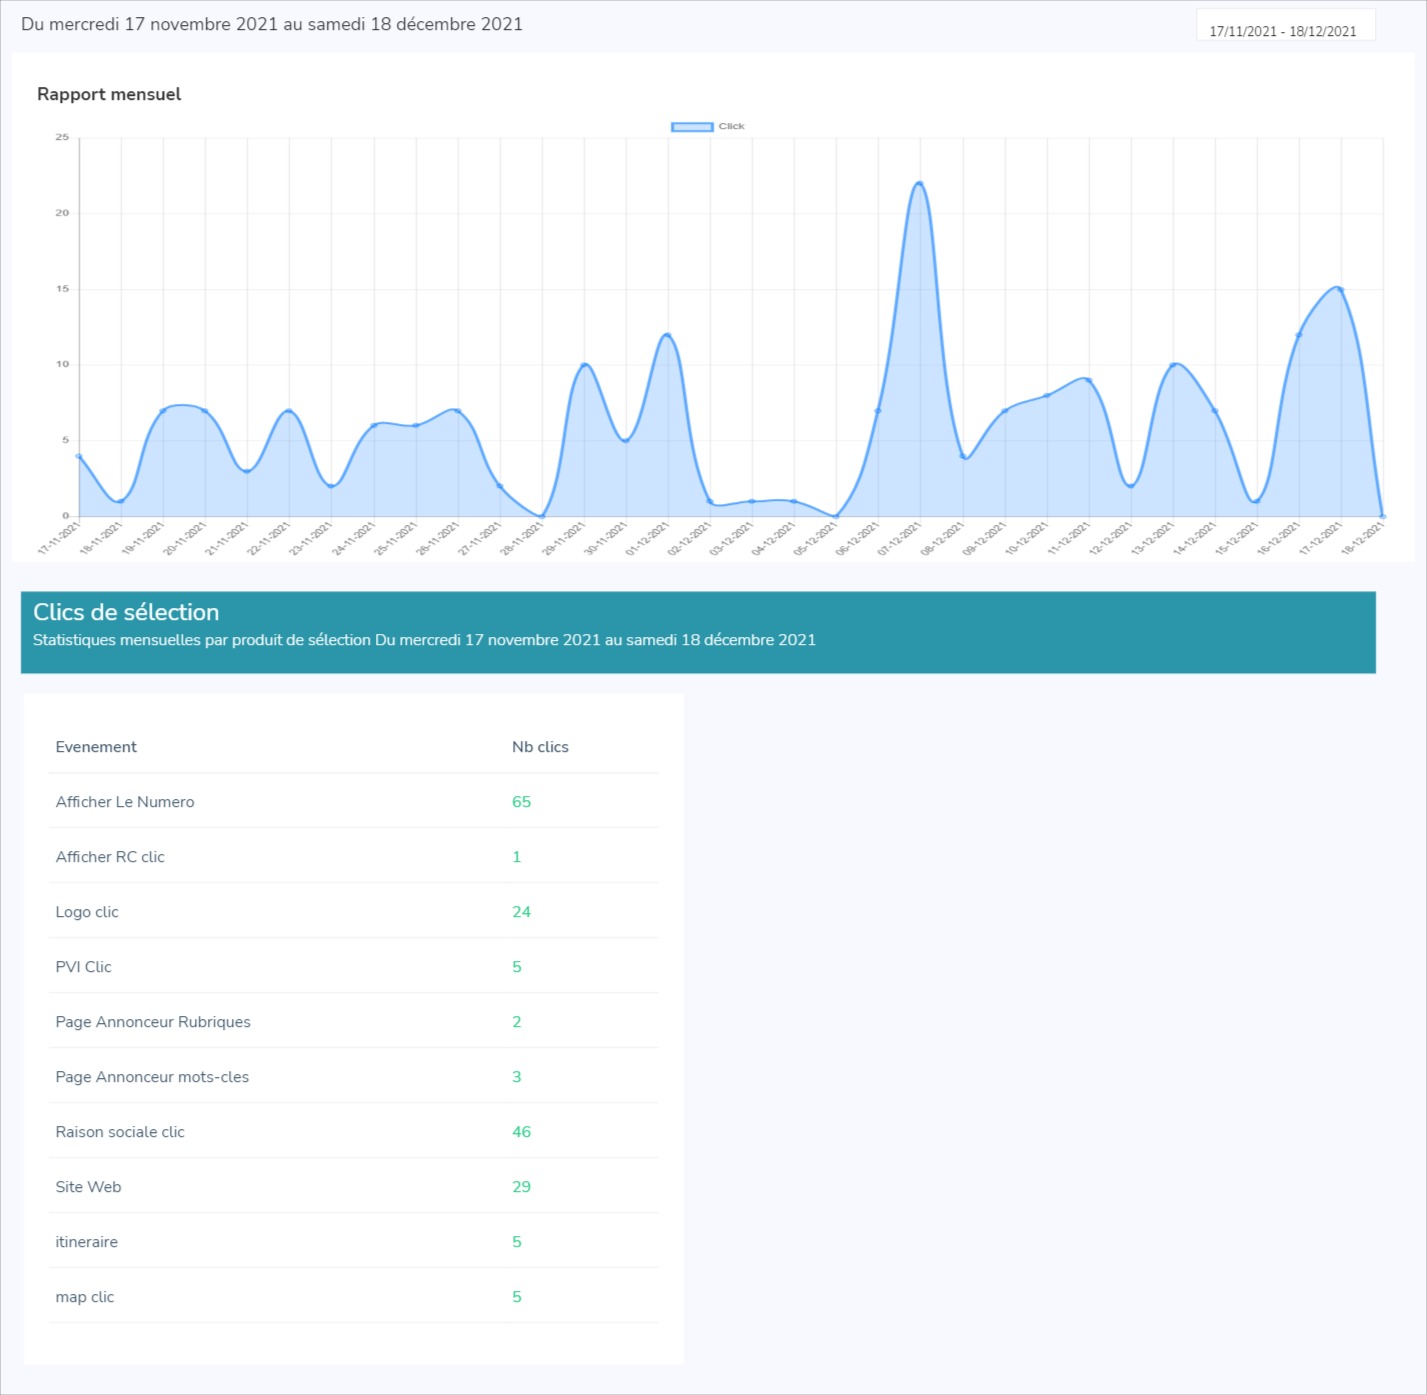 Du mercredi 17 novembre 2021 au samedi 18 décembre 2021
17/11/2021 - 18/12/2021
Rapport mensuel
Click
25
20
15
10
5
0
17-11-2021
18-11-2021
19-11-2021
20-11-2021
21-11-2021
22-11-2021
23-11-2021
24-11-2021
25-11-2021
26-11-2021
27-11-2021
28-11-2021
29-11-2021
30-11-2021
01-12-2021
02-12-2021
03-12-2021
04-12-2021
05-12-2021
06-12-2021
07-12-2021
08-12-2021
09-12-2021
10-12-2021
11-12-2021
12-12-2021
13-12-2021
14-12-2021
15-12-2021
16-12-2021
17-12-2021
18-12-2021
Clics de sélection
Statistiques mensuelles par produit de sélection Du mercredi 17 novembre 2021 au samedi 18 décembre 2021
Evenement Nb clics
Afficher Le Numero 65
Afficher RC clic 1
Logo clic 24
PVI Clic 5
Page Annonceur Rubriques 2
Page Annonceur mots-cles 3
Raison sociale clic 46
Site Web 29
itineraire 5
map clic 5